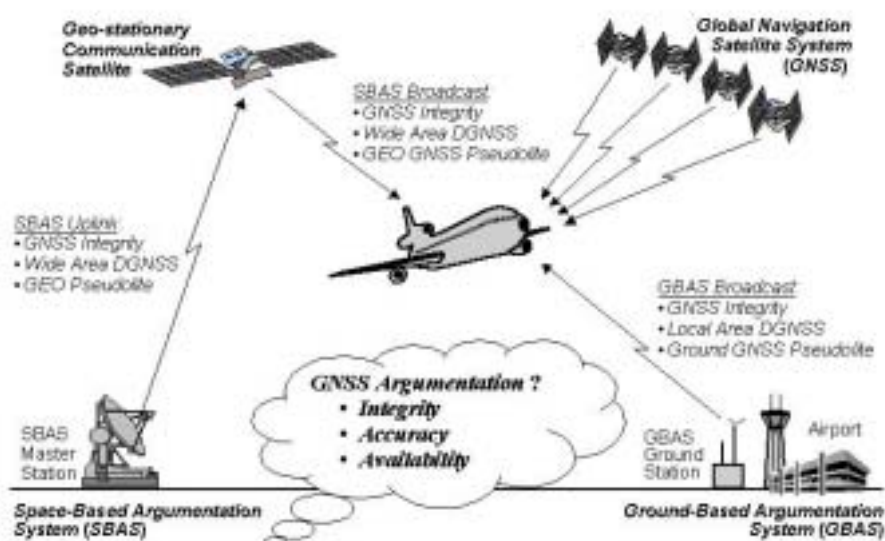 Geo-stationary
Communication
Satellite
Global Navigation
Satellite System
(GNSS)
SBAS Broadcast:
• GNSS Integrity
• Wide Area DGNSS
• GEO GNSS Pseudolite
SBAS Uplink:
• GNSS Integrity
• Wide Area DGNSS
• GEO Pseudolite
GBAS Broadcast:
• GNSS Integrity
• Local Area DGNSS
• Ground GNSS Pseudolite
GNSS Argumentation ?
• Integrity
• Accuracy
• Availability
SBAS
Master
Station
GBAS
Ground
Station
Airport
Space-Based Argumentation
System (SBAS)
Ground-Based Argumentation
System (GBAS)